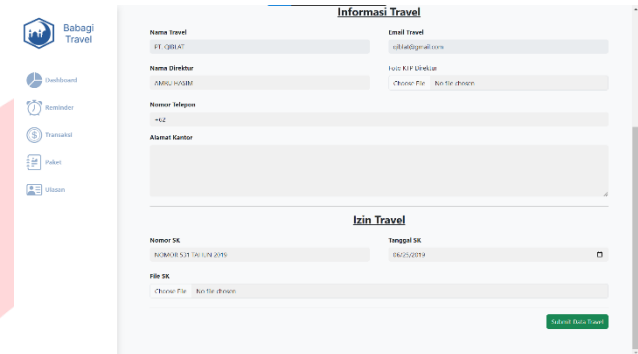 Babagi
Travel
Dashboard
Reminder
Transaksi
Paket
Ulasan
Informasi Travel
Nama Travel
Email Travel
PT. QIBLAT
qiblat@gmail.com
Nama Direktur
Foto KTP Direktur
AMRU HASIM
Choose File No file chosen
Nomor Telepon
+62
Alamat Kantor
Izin Travel
Nomor SK
Tanggal SK
NOMOR 531 TAHUN 2019
06/25/2019
File SK
Choose File No file chosen
Submit Data Travel